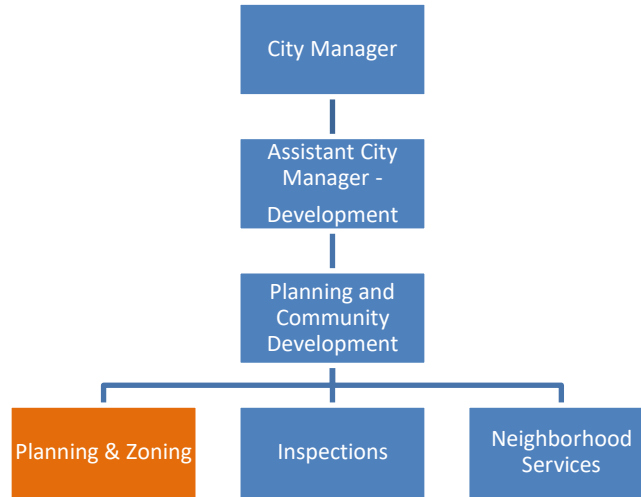 City Manager
Assistant City
Manager -
Development
Planning and
Community
Development
Planning & Zoning
Inspections
Neighborhood
Services